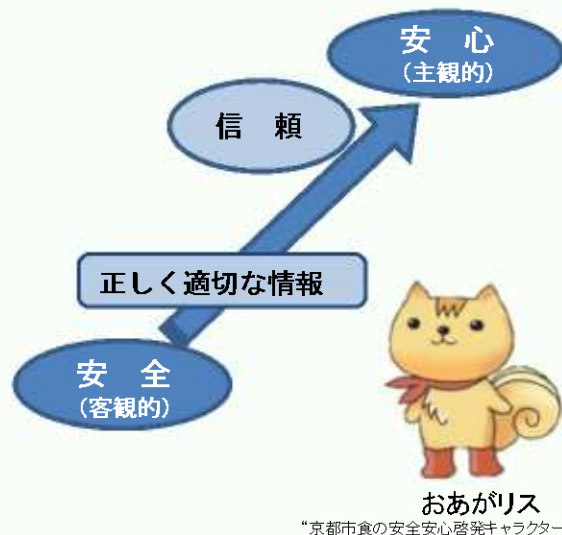 安 心
(主観的)
信 頼
正しく適切な情報
安 全
(客観的)
おあがリス
“京都市食の安全安心啓発キャラクター